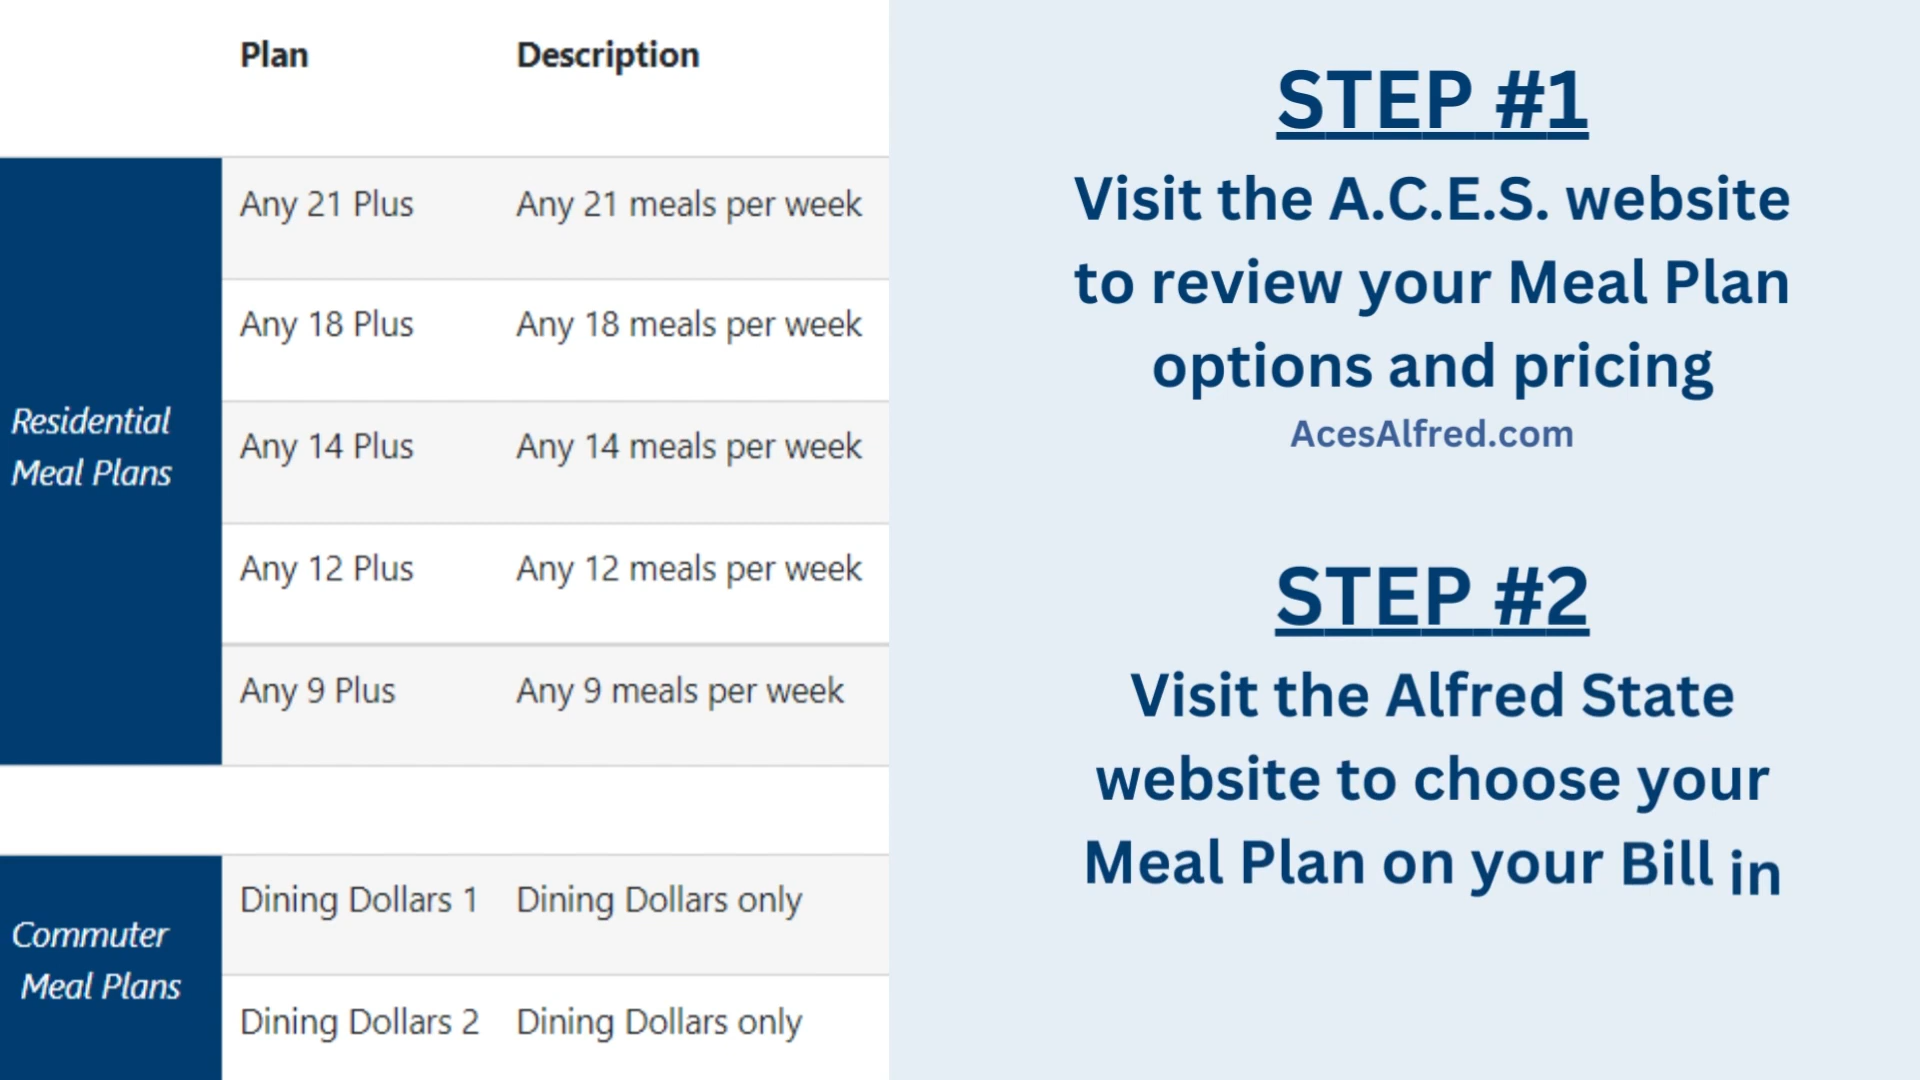 Plan Description
Residential
Meal Plans
Any 21 Plus Any 21 meals per week
Any 18 Plus Any 18 meals per week
Any 14 Plus Any 14 meals per week
Any 12 Plus Any 12 meals per week
Any 9 Plus Any 9 meals per week
Commuter
Meal Plans
Dining Dollars 1 Dining Dollars only
Dining Dollars 2 Dining Dollars only
STEP #1
Visit the A.C.E.S. website
to review your Meal Plan
options and pricing
AcesAlfred.com
STEP #2
Visit the Alfred State
website to choose your
Meal Plan on your Bill in